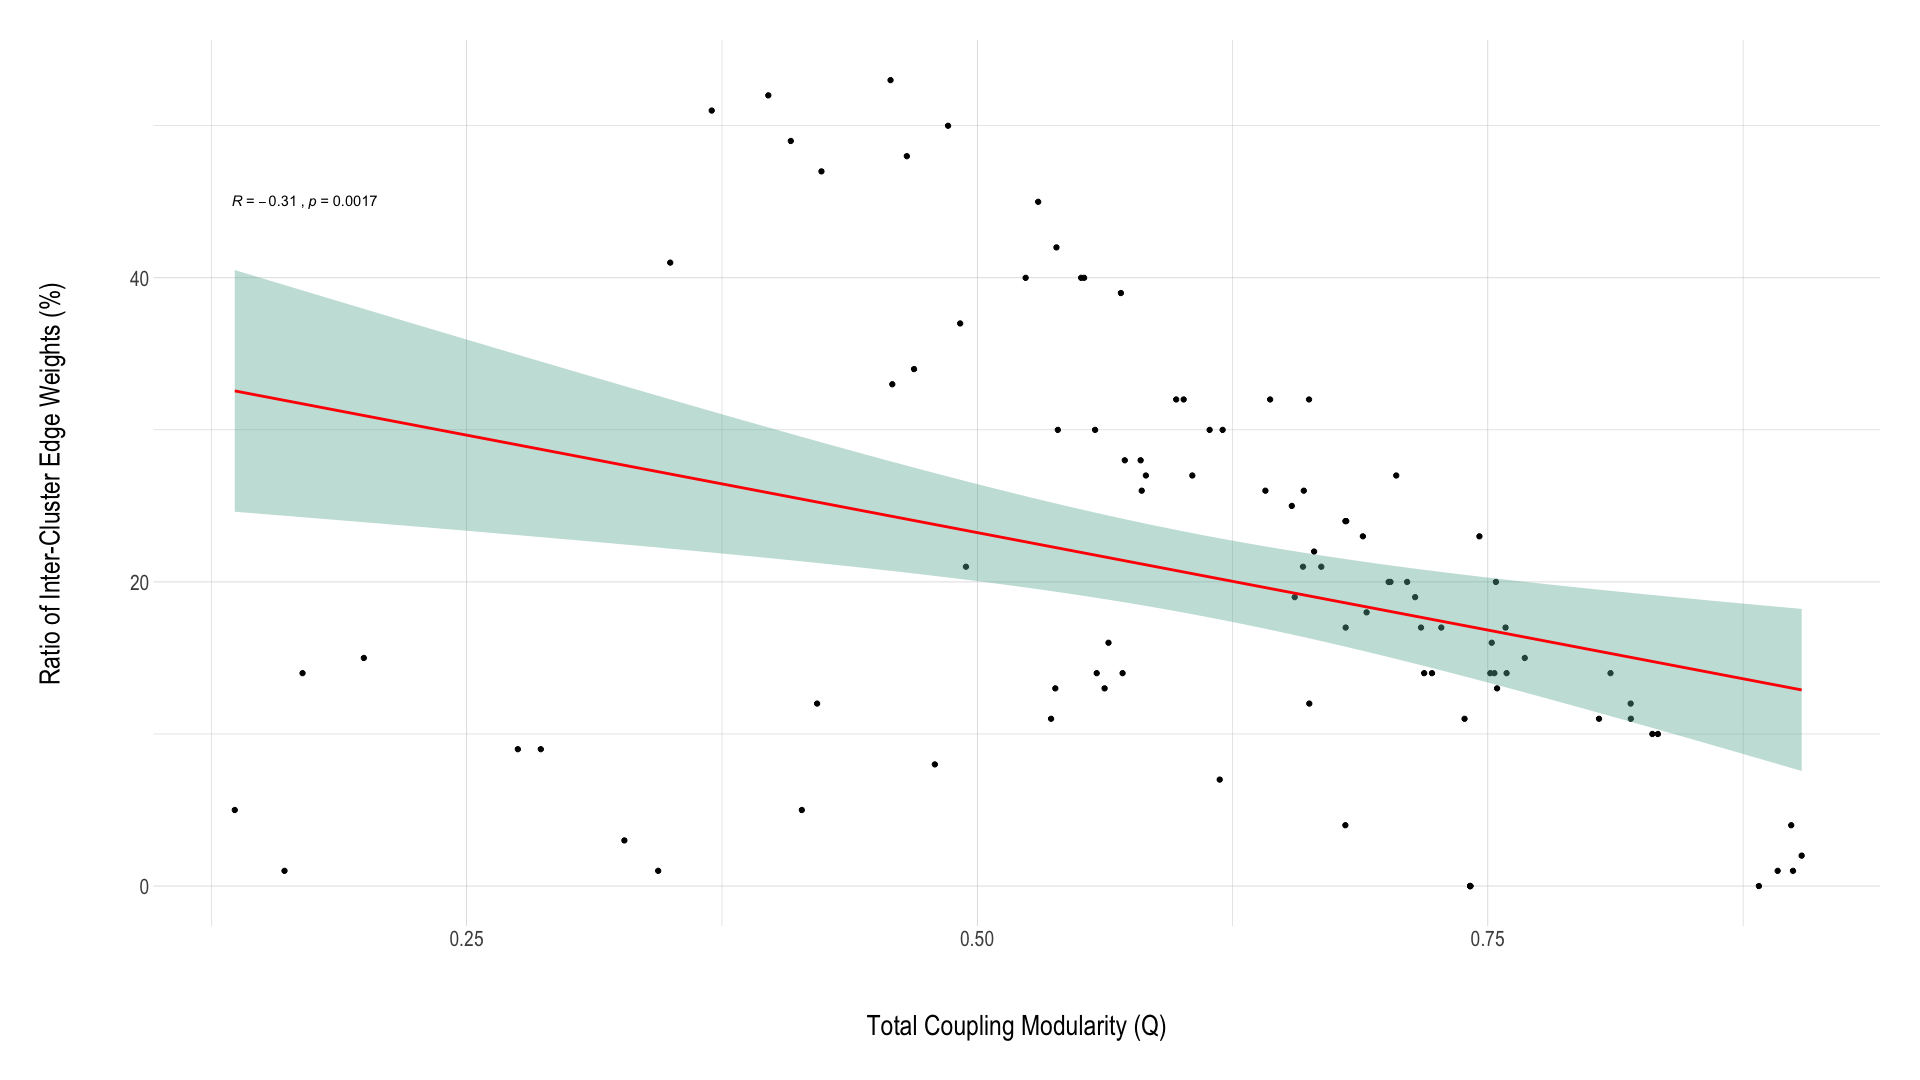 R = −0.31 , p = 0.0017
40
20
0
Ratio of Inter-Cluster Edge Weights (%)
0.25
0.50
0.75
Total Coupling Modularity (Q)